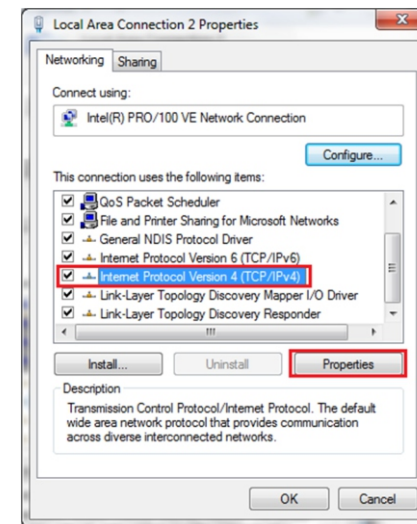 Local Area Connection 2 Properties
Networking Sharing
Connect using:
Intel(R) PRO/100 VE Network Connection
Configure...
This connection uses the following items:
QoS Packet Scheduler
File and Printer Sharing for Microsoft Networks
General NDIS Protocol Driver
Internet Protocol Version 6 (TCP/IPv6)
Internet Protocol Version 4 (TCP/IPv4)
Link-Layer Topology Discovery Mapper I/O Driver
Link-Layer Topology Discovery Responder
Install... Uninstall Properties
Description
Transmission Control Protocol/Internet Protocol. The default
wide area network protocol that provides communication
across diverse interconnected networks.
OK Cancel